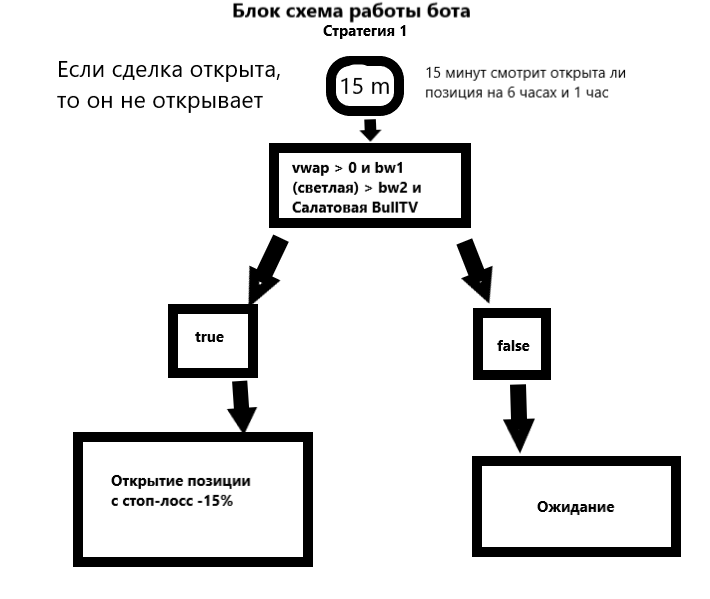 Блок схема работы бота
Стратегия 1
Если сделка открыта,
то он не открывает
15 m
15 минут смотрит открыта ли
позиция на 6 часах и 1 час
vwap > 0 и bw1
(светлая) > bw2 и
Салатовая BullTV
true
false
Открытие позиции
с стоп-лосс -15%
Ожидание